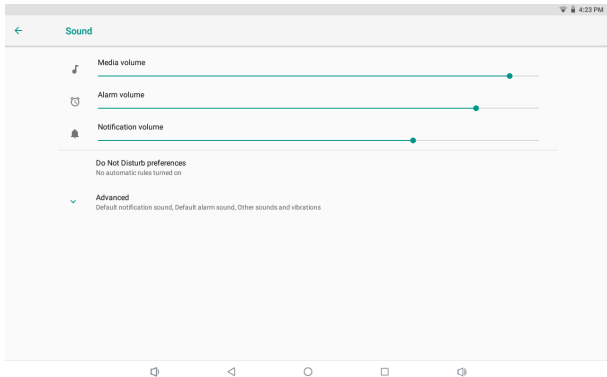 4:23 PM
Sound
Media volume
Alarm volume
Notification volume
Do Not Disturb preferences
No automatic rules turned on
Advanced
Default notification sound, Default alarm sound, Other sounds and vibrations